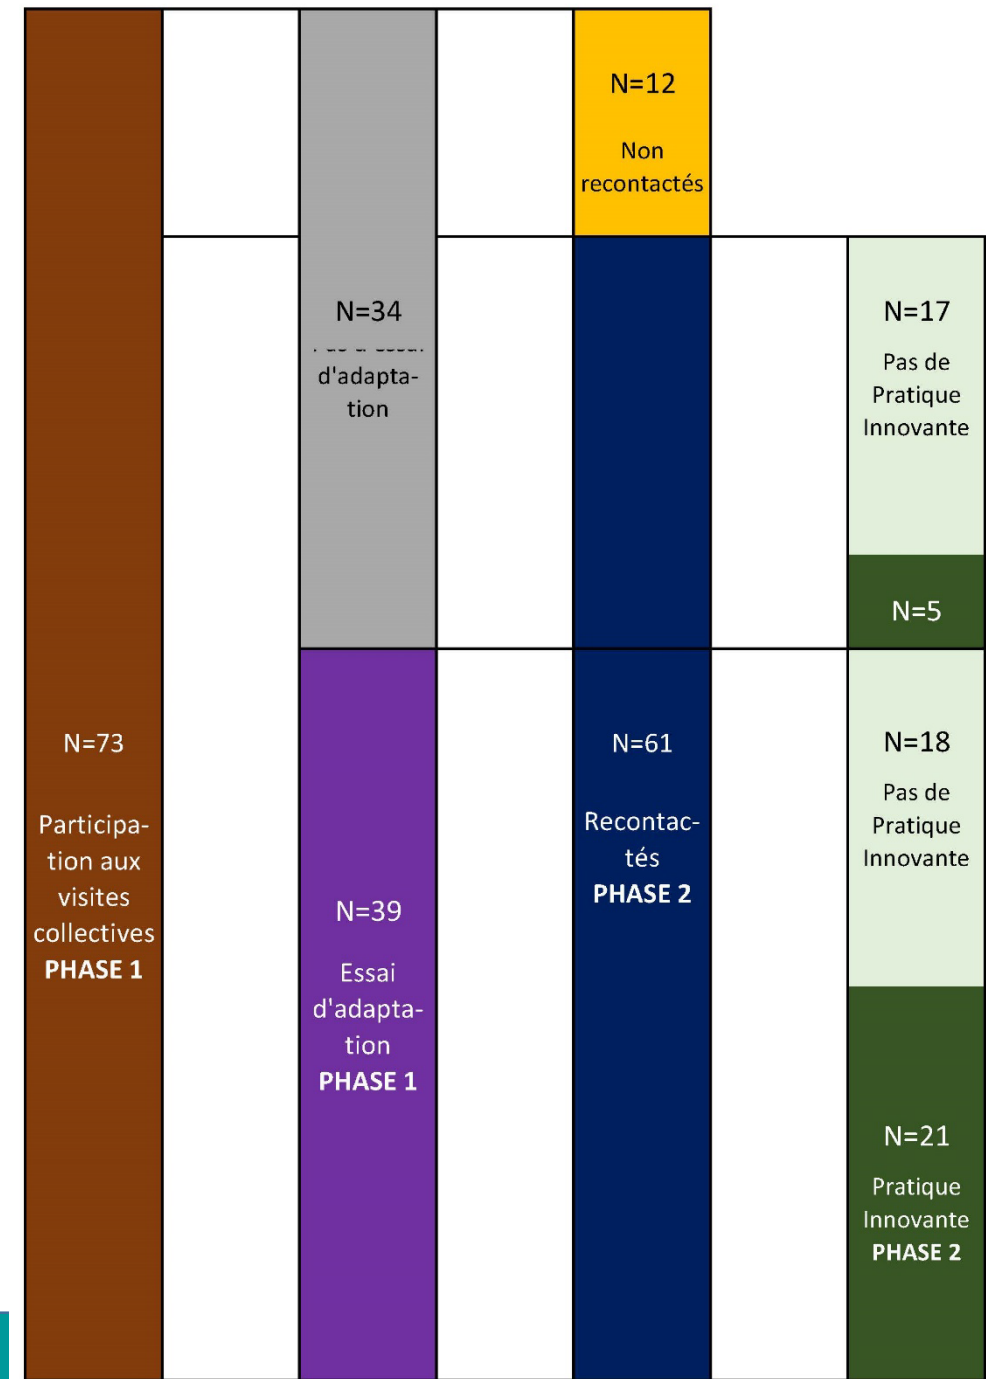 N=73
Participa-
tion aux
visites
collectives
PHASE 1
N=34
d'adapta-
tion
N=39
Essai
d'adapta-
tion
PHASE 1
N=12
Non
recontactés
N=61
Recontac-
tés
PHASE 2
N=17
Pas de
Pratique
Innovante
N=5
N=18
Pas de
Pratique
Innovante
N=21
Pratique
Innovante
PHASE 2